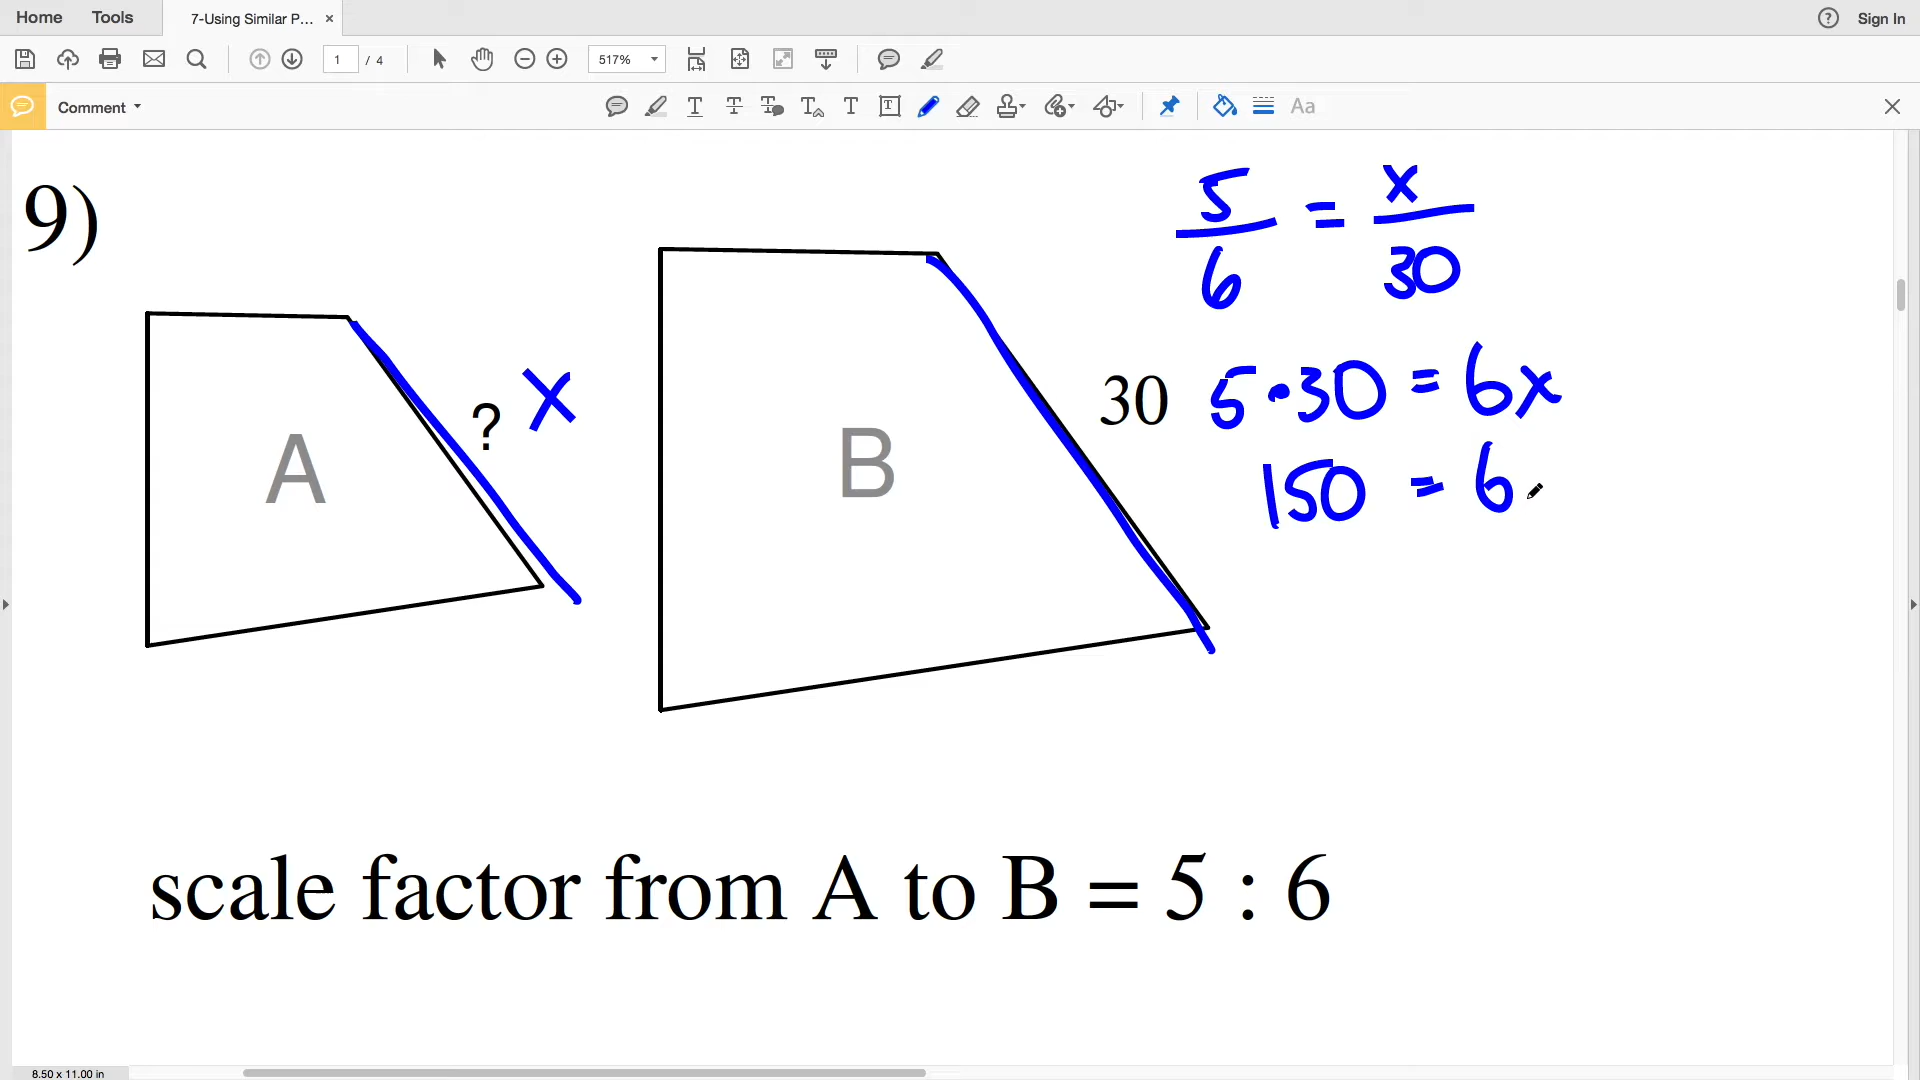 Home Tools 7-Using Similar P... × ? Sign In
1 / 4 517%
Comment Aa
9)
5/6 = x/30
? x
30
5 • 30 = 6x
A
B
150 = 6
scale factor from A to B = 5 : 6
8.50 x 11.00 in